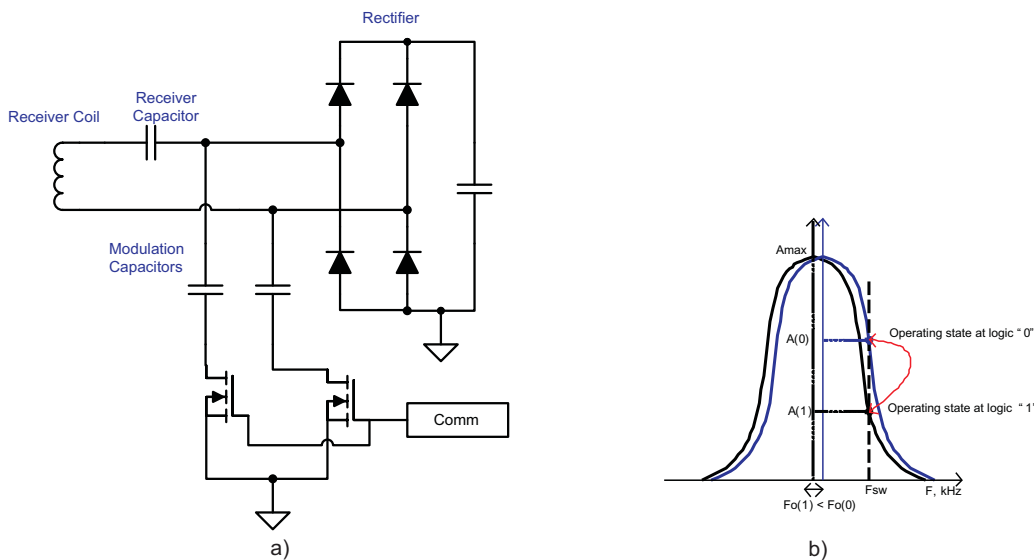 Rectifier
Receiver
Capacitor
Receiver Coil
Modulation
Capacitors
Comm
a)
Amax
A(0)
Operating state at logic “ 0”
A(1)
Operating state at logic “ 1”
Fsw
F, kHz
Fo(1) < Fo(0)
b)